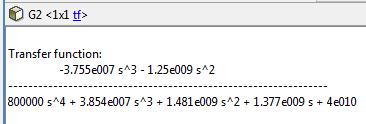 G2 <1x1 tf>
Transfer function:
-3.755e007 s^3 - 1.25e009 s^2
-----------------------------------------------------------------
800000 s^4 + 3.854e007 s^3 + 1.481e009 s^2 + 1.377e009 s + 4e010